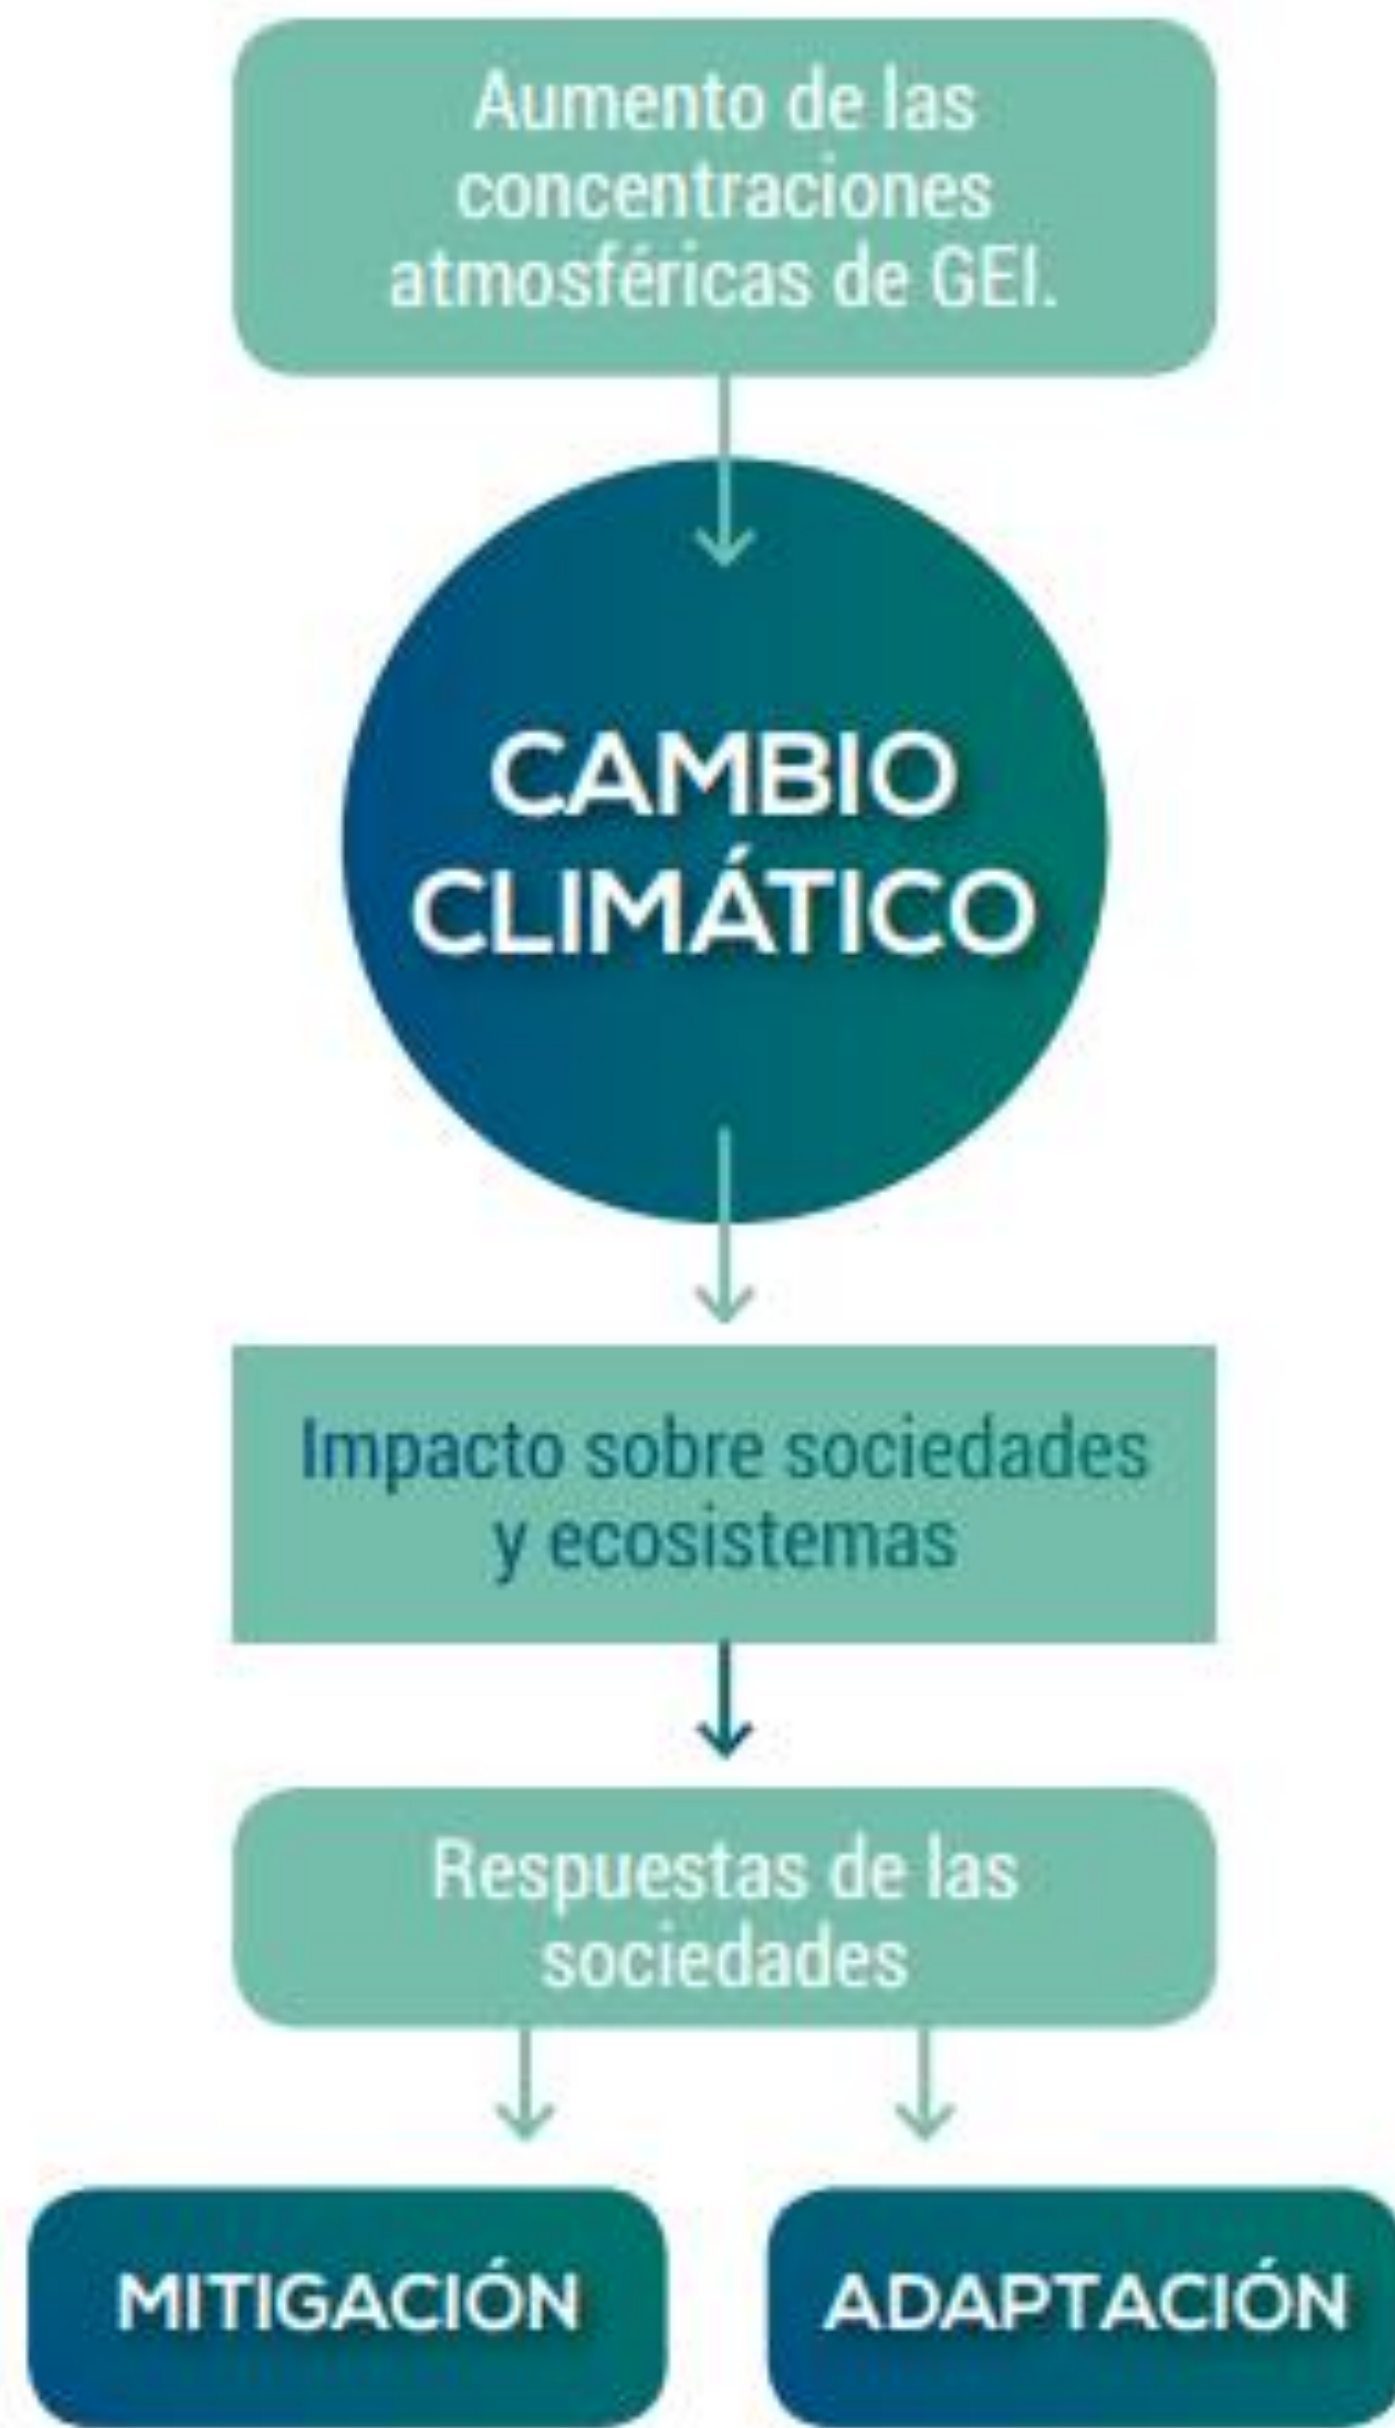 Aumento de las
concentraciones
atmosféricas de GEI.
CAMBIO
CLIMÁTICO
Impacto sobre sociedades
y ecosistemas
Respuestas de las
sociedades
MITIGACIÓN
ADAPTACIÓN